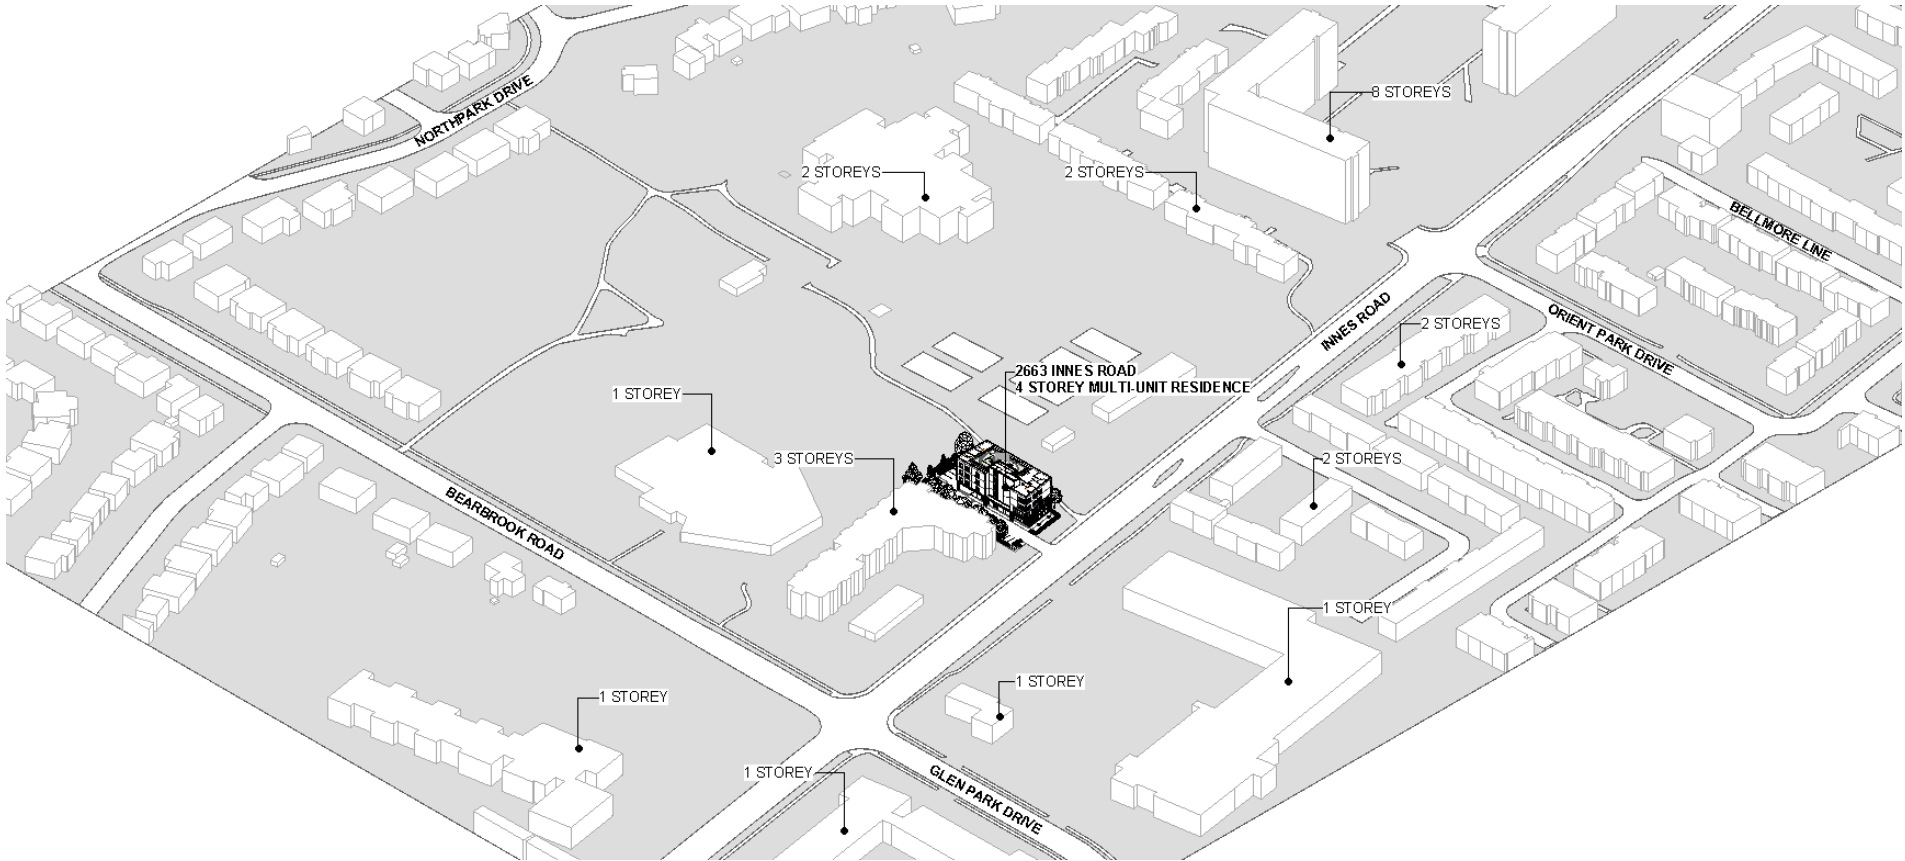 NORTHPARK DRIVE
8 STOREYS
2 STOREYS
2 STOREYS
BELLMORE LINE
INNES ROAD
ORIENT PARK DRIVE
2 STOREYS
2663 INNES ROAD
4 STOREY MULTI-UNIT RESIDENCE
1 STOREY
3 STOREYS
2 STOREYS
BEARBROOK ROAD
1 STOREY
1 STOREY
1 STOREY
1 STOREY
GLEN PARK DRIVE